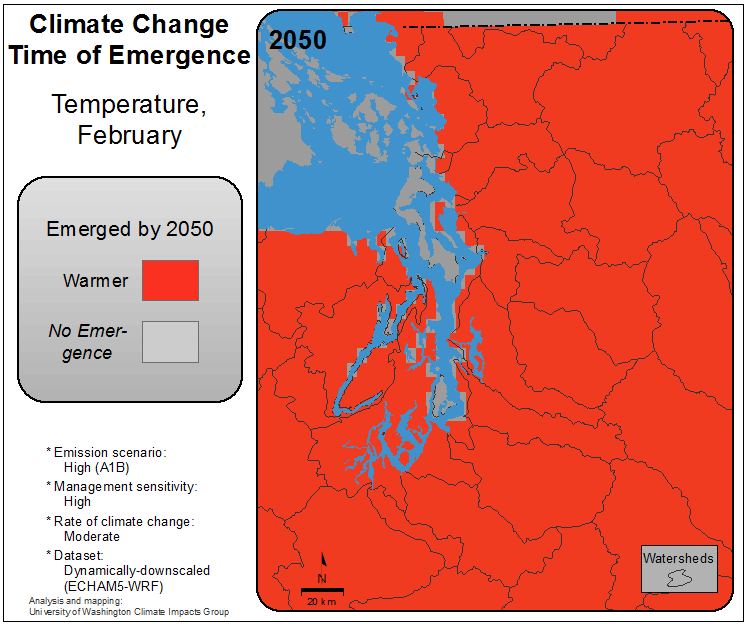 Climate Change
Time of Emergence
Temperature,
February
Emerged by 2050
Warmer
No Emer-
gence
* Emission scenario:
High (A1B)
* Management sensitivity:
High
* Rate of climate change:
Moderate
* Dataset:
Dynamically-downscaled
(ECHAM5-WRF)
Analysis and mapping:
University of Washington Climate Impacts Group
2050
N
20 km
Watersheds